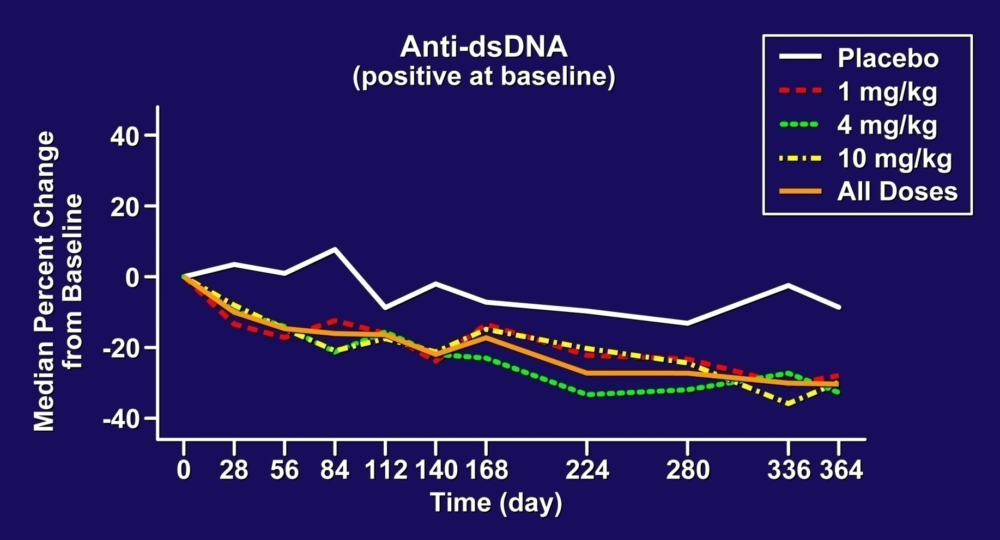 Anti-dsDNA
(positive at baseline)
Placebo
1 mg/kg
4 mg/kg
10 mg/kg
All Doses
Median Percent Change
from Baseline
40
20
0
-20
-40
0 28 56 84 112 140 168 224 280 336 364
Time (day)